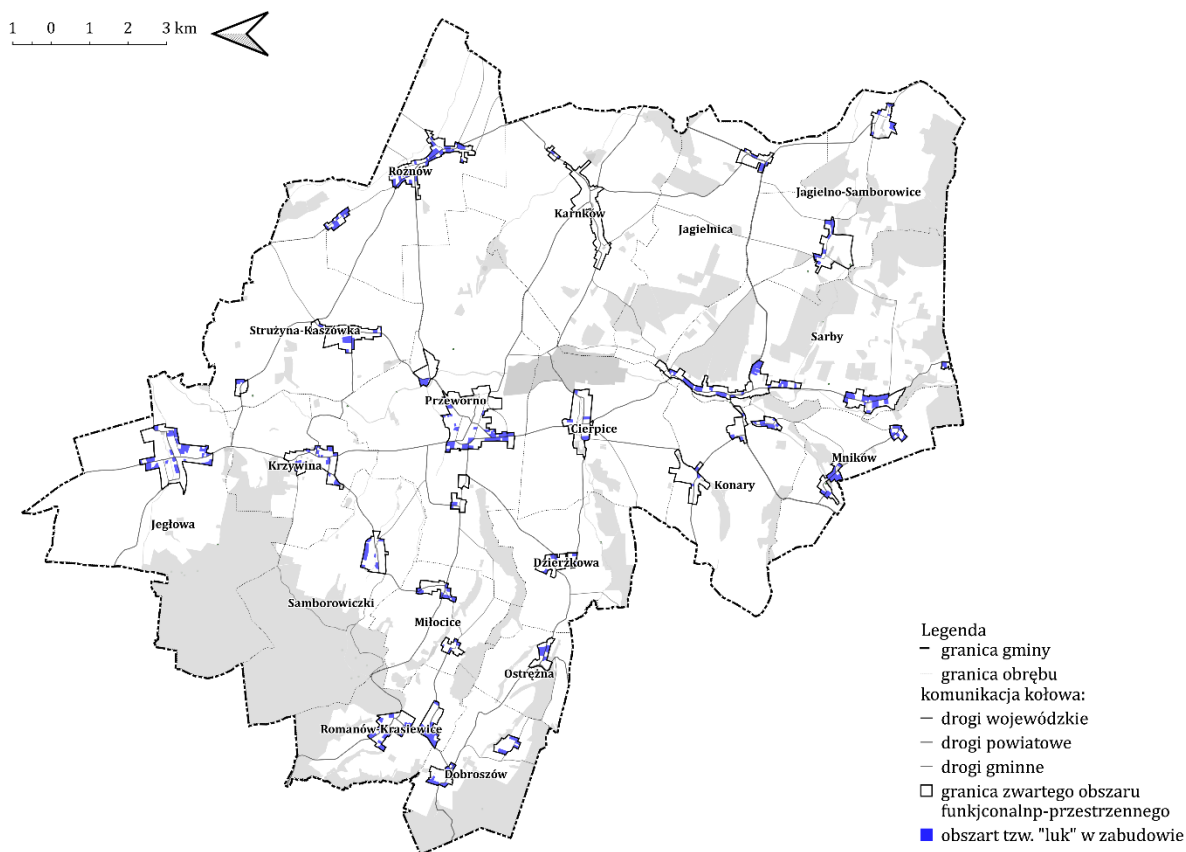 1 0 1 2 3 km
Rożnów
Karnków
Jagielno-Samborowice
Jagielnica
Strużyna-Kaszówka
Sarby
Przeworno
Cierpice
Krzywina
Mników
Konary
Jegłowa
Dzierżkowa
Samborowiczki
Miłocice
Ostrężna
Romanów-Krasiewice
Dobroszów
Legenda
granica gminy
granica obrębu
komunikacja kołowa:
drogi wojewódzkie
drogi powiatowe
drogi gminne
granica zwartego obszaru
funkjconalnp-przestrzennego
obszart tzw. "luk" w zabudowie